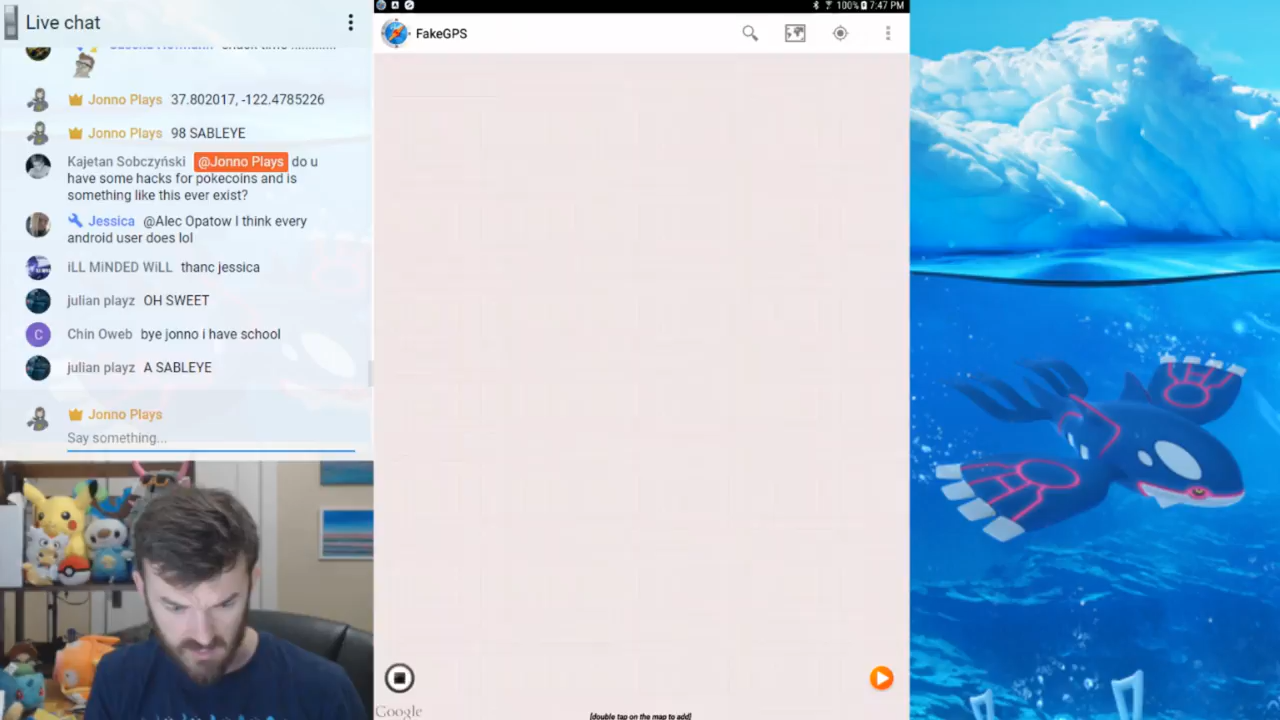 Live chat
Jonno Plays 37.802017, -122.4785226
Jonno Plays 98 SABLEYE
Kajetan Sobczyński @Jonno Plays do u
have some hacks for pokecoins and is
something like this ever exist?
Jessica @Alec Opatow I think every
android user does lol
iLL MiNDED WiLL thanc jessica
julian playz OH SWEET
C Chin Oweb bye jonno i have school
julian playz A SABLEYE
Jonno Plays
Say something...
100% 7:47 PM
FakeGPS
Google
[double tap on the map to add]